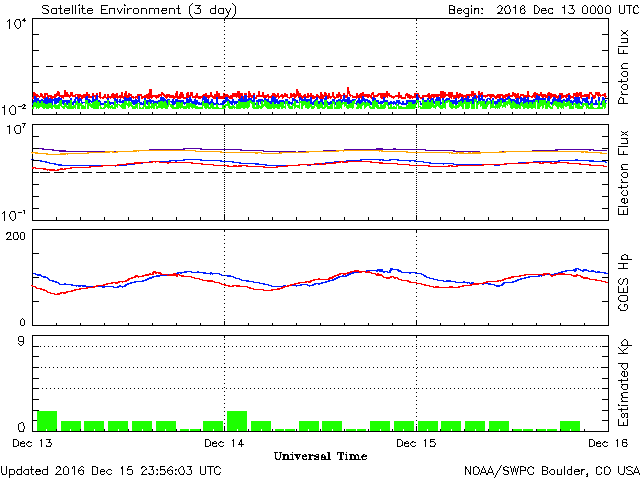 Satellite Environment (3 day) Begin: 2016 Dec 13 0000 UTC
10^4
Proton Flux
10^-2
10^7
Electron Flux
10^-1
200
GOES Hp
0
9
Estimated Kp
0
Dec 13 Dec 14 Dec 15 Dec 16
Universal Time
Updated 2016 Dec 15 23:56:03 UTC NOAA/SWPC Boulder, CO USA